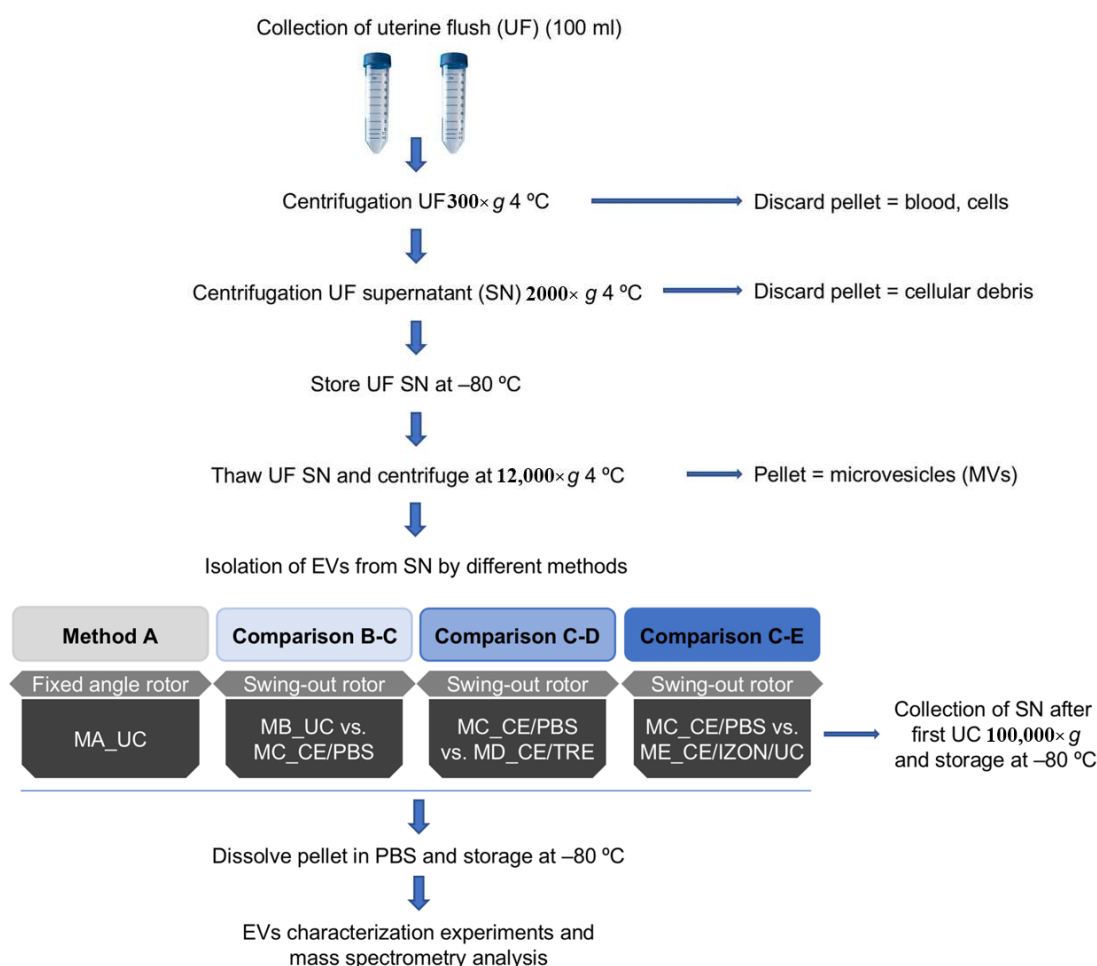 Collection of uterine flush (UF) (100 ml)
Centrifugation UF 300× g 4 ºC
Discard pellet = blood, cells
Centrifugation UF supernatant (SN) 2000× g 4 ºC
Discard pellet = cellular debris
Store UF SN at –80 ºC
Thaw UF SN and centrifuge at 12,000× g 4 ºC
Pellet = microvesicles (MVs)
Isolation of EVs from SN by different methods
Method A
Comparison B-C
Comparison C-D
Comparison C-E
Fixed angle rotor
Swing-out rotor
Swing-out rotor
Swing-out rotor
MA_UC
MB_UC vs.
MC_CE/PBS
MC_CE/PBS
vs. MD_CE/TRE
MC_CE/PBS vs.
ME_CE/IZON/UC
Collection of SN after
first UC 100,000× g
and storage at –80 ºC
Dissolve pellet in PBS and storage at –80 ºC
EVs characterization experiments and
mass spectrometry analysis